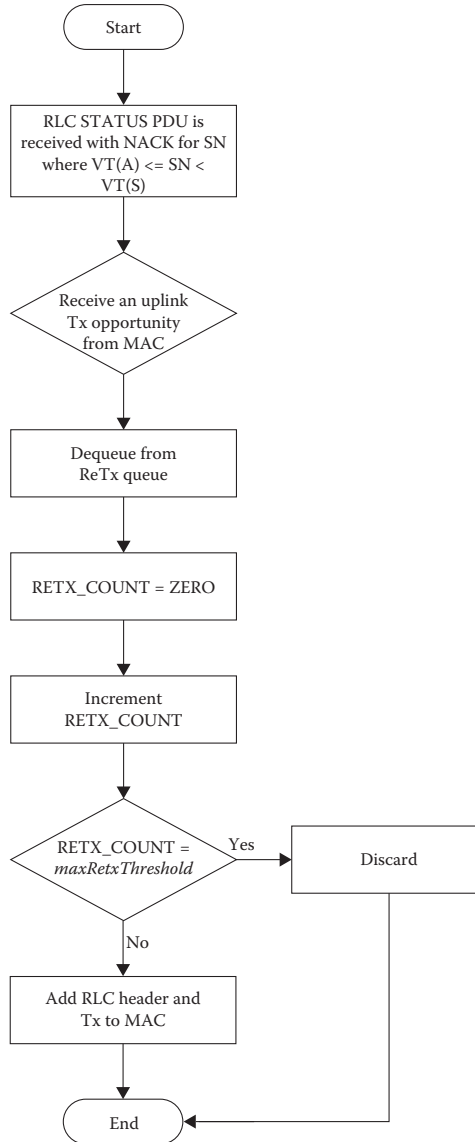 Start
RLC STATUS PDU is
received with NACK for SN
where VT(A) <= SN <
VT(S)
Receive an uplink
Tx opportunity
from MAC
Dequeue from
ReTx queue
RETX_COUNT = ZERO
Increment
RETX_COUNT
RETX_COUNT =
maxRetxThreshold
Yes
Discard
No
Add RLC header and
Tx to MAC
End